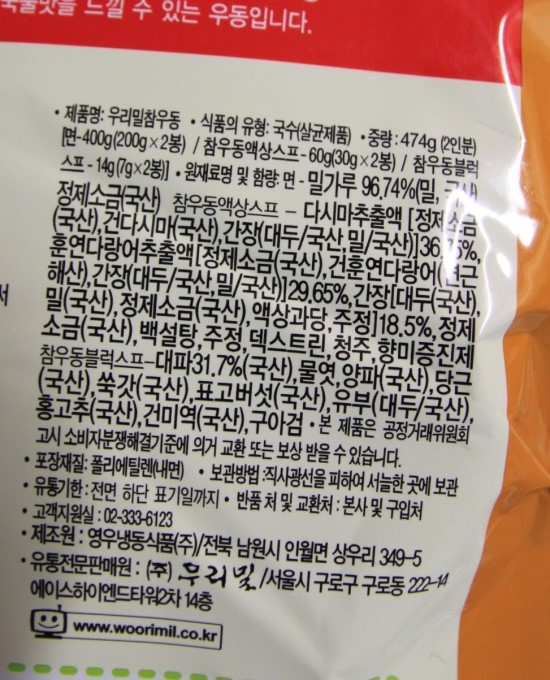 국물맛을 느낄 수 있는 우동입니다.
• 제품명: 우리밀참우동 • 식품의 유형: 국수(살균제품) • 중량: 474g (2인분)
[면-400g(200g×2봉) / 참우동액상스프-60g(30g×2봉) / 참우동블럭
스프-14g(7g×2봉)] • 원재료명 및 함량: 면 - 밀가루 96.74%(밀, 국산)
정제소금(국산) 참우동액상스프 - 다시마추출액 [정제소금
(국산),건다시마(국산),간장(대두/국산,밀/국산)]36.75%,
훈연다랑어추출액[정제소금(국산),건훈연다랑어(연근
해산),간장(대두/국산,밀/국산)]29.65%,간장[대두(국산),
밀(국산),정제소금(국산),액상과당,주정]18.5%,정제
소금(국산),백설탕,주정,덱스트린,청주,향미증진제
참우동블럭스프-대파31.7%(국산),물엿,양파(국산),당근
(국산),쑥갓(국산),표고버섯(국산),유부(대두/국산),
홍고추(국산),건미역(국산),구아검 • 본 제품은 공정거래위원회
고시 소비자분쟁해결기준에 의거 교환 또는 보상 받을 수 있습니다.
• 포장재질: 폴리에틸렌(내면) • 보관방법:직사광선을 피하여 서늘한 곳에 보관
• 유통기한:전면 하단 표기일까지 • 반품 처 및 교환처: 본사 및 구입처
• 고객지원실: 02-333-6123
• 제조원: 영우냉동식품(주)/전북 남원시 인월면 상우리 349-5
• 유통전문판매원: (주) 우리밀/서울시 구로구 구로동 222-14
에이스하이엔드타워2차 14층
www.woorimil.co.kr
서